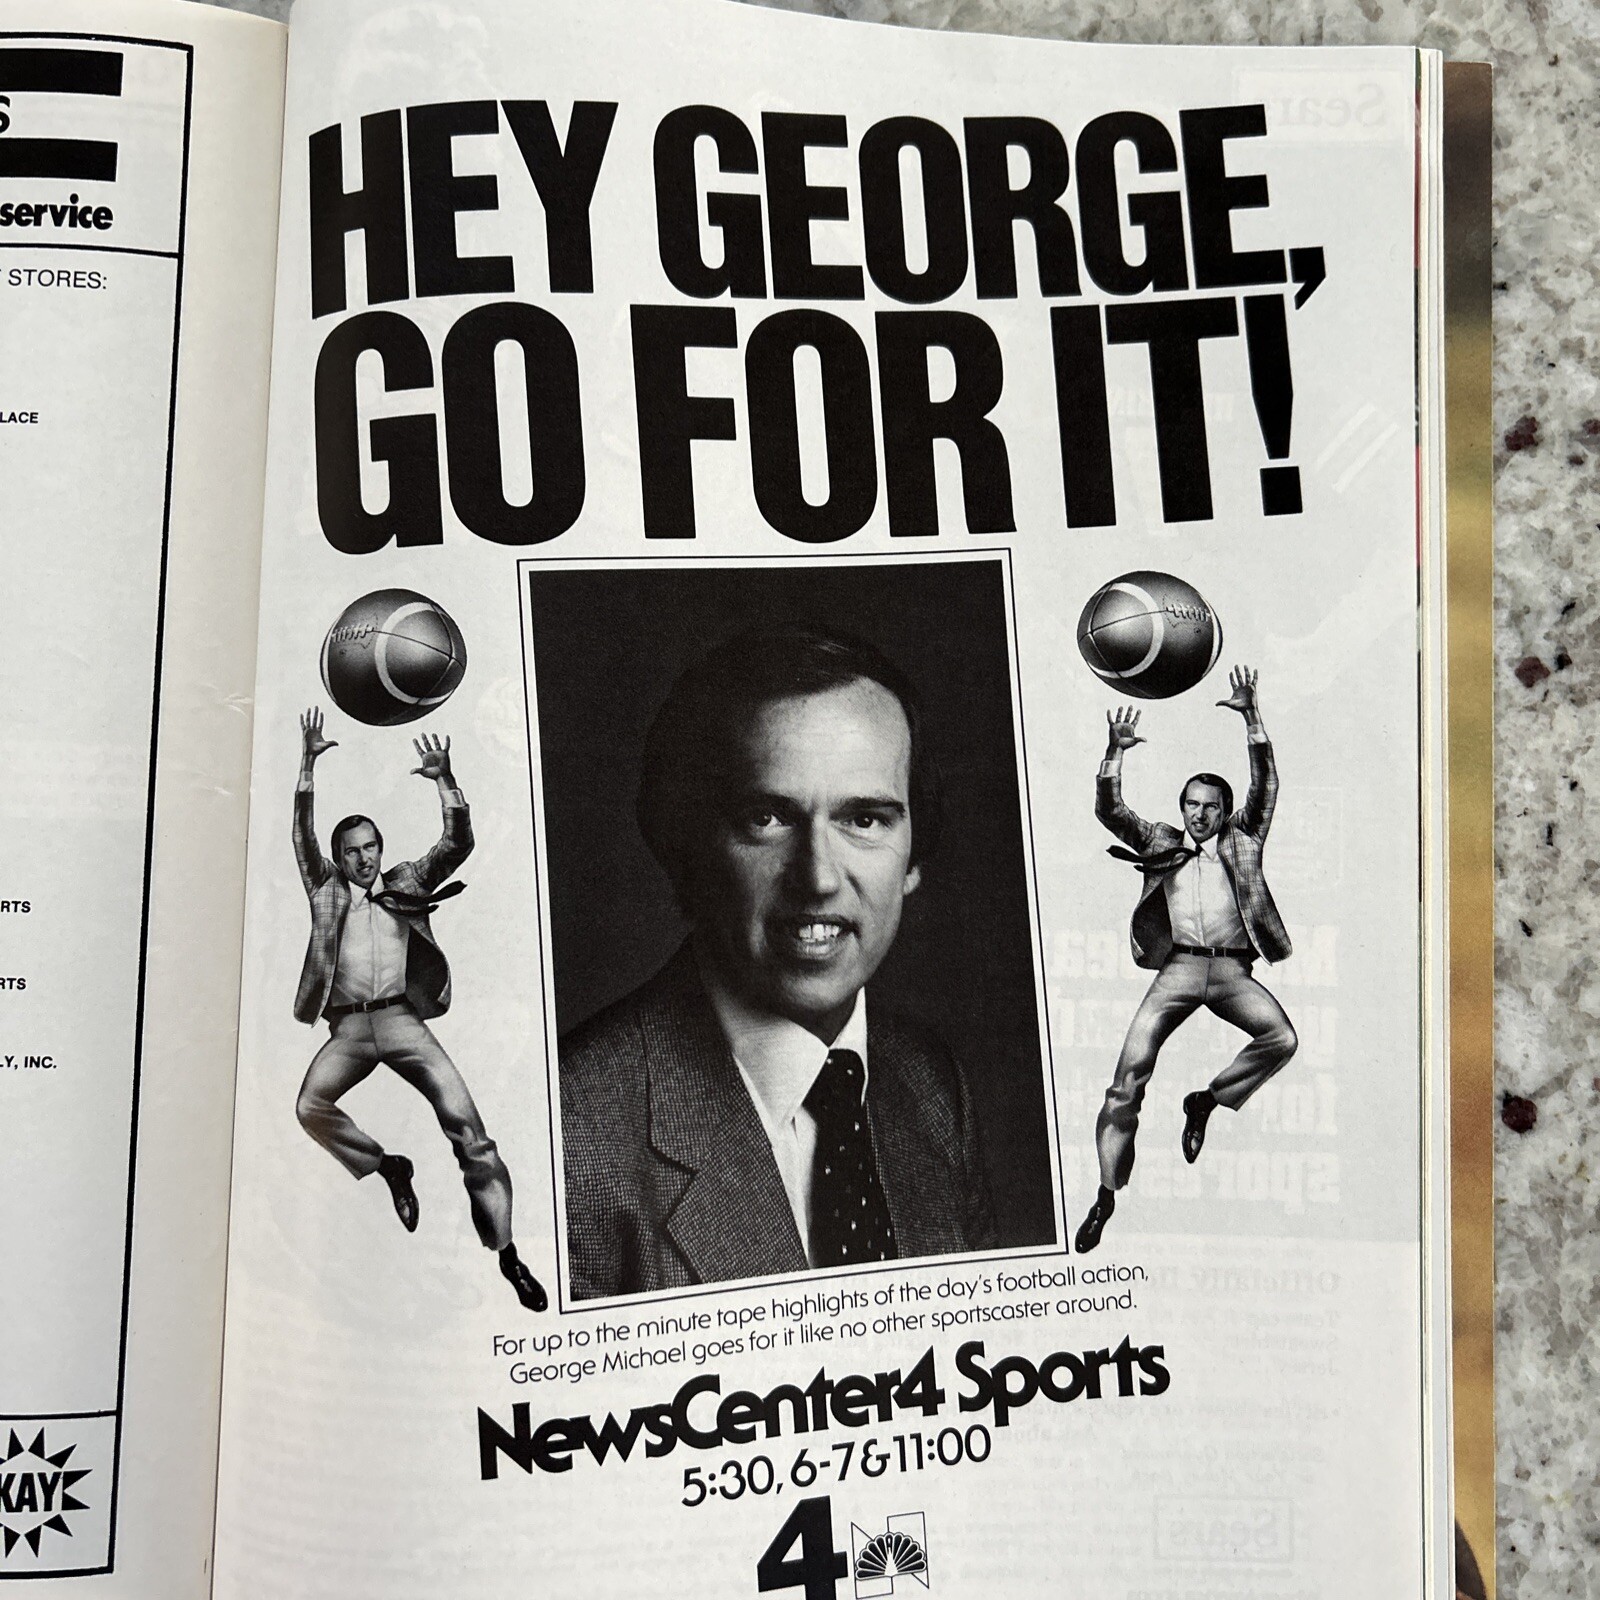 S
service
STORES:
LACE
RTS
RTS
LY, INC.
KAY
HEY GEORGE,
GO FOR IT!
For up to the minute tape highlights of the day's football action,
George Michael goes for it like no other sportscaster around.
NewsCenter4 Sports
5:30, 6-7 & 11:00
4
Sears
Sears